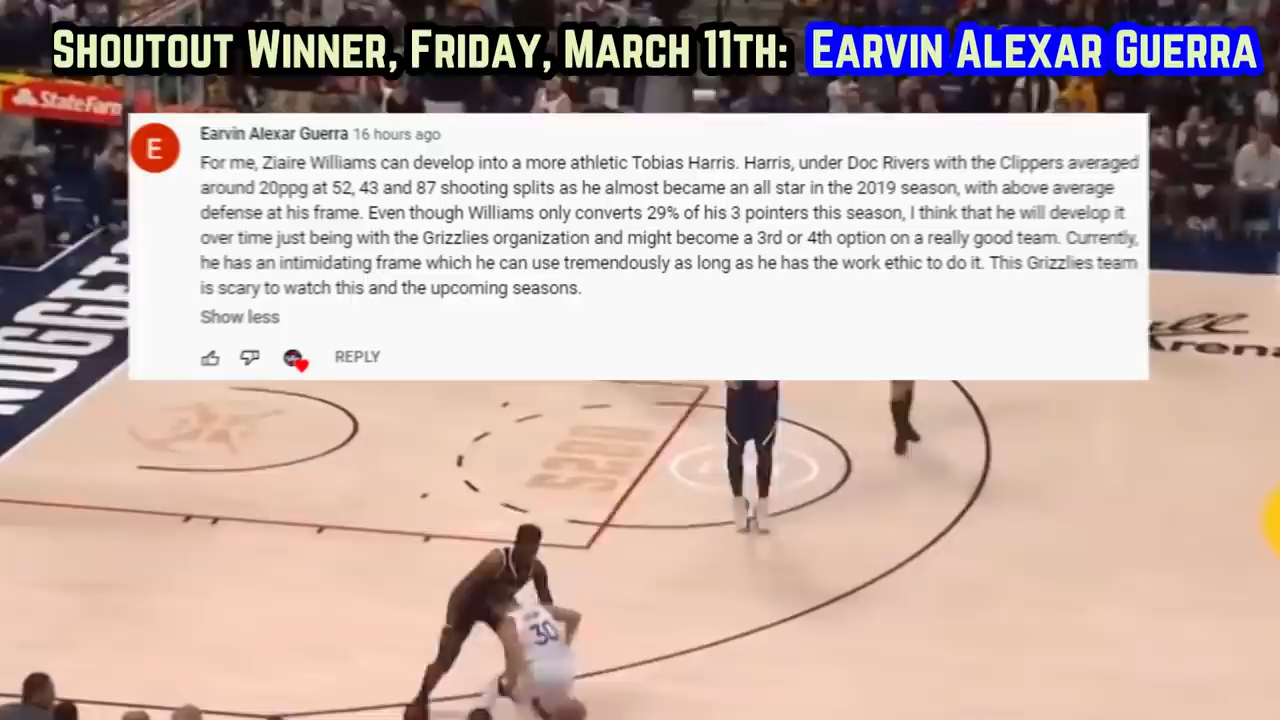 SHOUTOUT WINNER, FRIDAY, MARCH 11TH: EARVIN ALEXAR GUERRA
StateFarm
E
Earvin Alexar Guerra 16 hours ago
For me, Ziaire Williams can develop into a more athletic Tobias Harris. Harris, under Doc Rivers with the Clippers averaged
around 20ppg at 52, 43 and 87 shooting splits as he almost became an all star in the 2019 season, with above average
defense at his frame. Even though Williams only converts 29% of his 3 pointers this season, I think that he will develop it
over time just being with the Grizzlies organization and might become a 3rd or 4th option on a really good team. Currently,
he has an intimidating frame which he can use tremendously as long as he has the work ethic to do it. This Grizzlies team
is scary to watch this and the upcoming seasons.
Show less
REPLY
NUGGETS
30